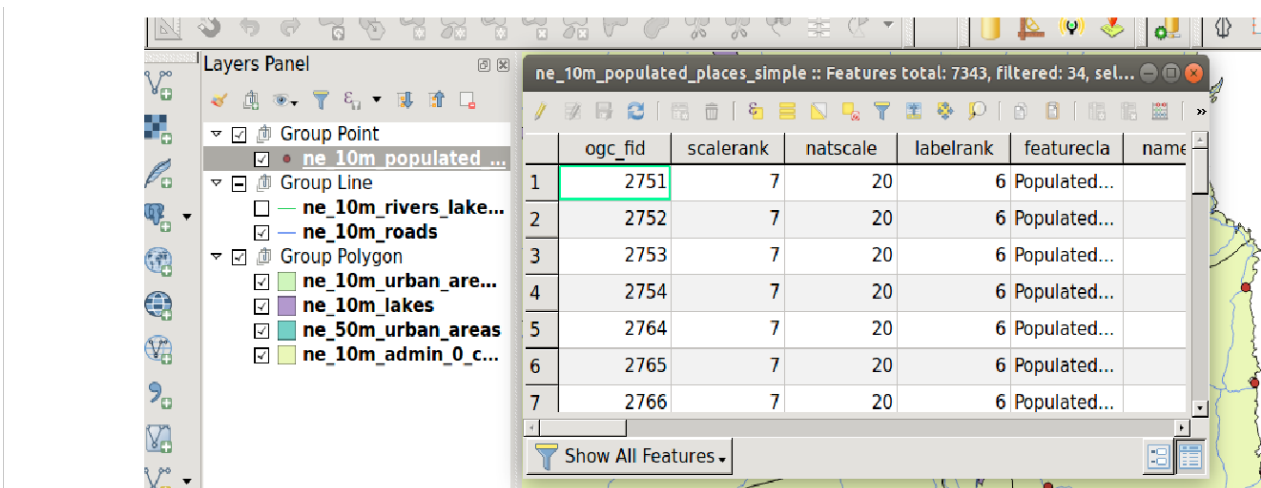 Layers Panel
Group Point
ne_10m_populated ...
Group Line
ne_10m_rivers_lake...
ne_10m_roads
Group Polygon
ne_10m_urban_are...
ne_10m_lakes
ne_50m_urban_areas
ne_10m_admin_0_c...
ne_10m_populated_places_simple :: Features total: 7343, filtered: 34, sel...
ogc_fid scalerank natscale labelrank featurecla name
1 2751 7 20 6 Populated...
2 2752 7 20 6 Populated...
3 2753 7 20 6 Populated...
4 2754 7 20 6 Populated...
5 2764 7 20 6 Populated...
6 2765 7 20 6 Populated...
7 2766 7 20 6 Populated...
Show All Features